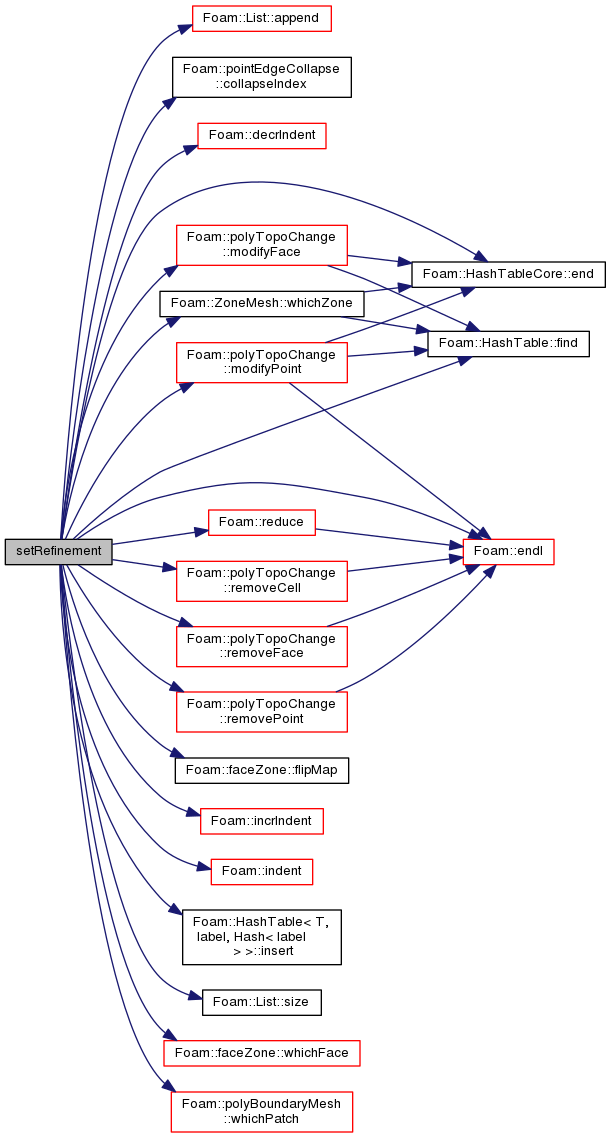 Foam::List::append
Foam::pointEdgeCollapse
::collapseIndex
Foam::decrIndent
Foam::polyTopoChange
::modifyFace
Foam::HashTableCore::end
Foam::ZoneMesh::whichZone
Foam::HashTable::find
Foam::polyTopoChange
::modifyPoint
Foam::reduce
setRefinement
Foam::endl
Foam::polyTopoChange
::removeCell
Foam::polyTopoChange
::removeFace
Foam::polyTopoChange
::removePoint
Foam::faceZone::flipMap
Foam::incrIndent
Foam::indent
Foam::HashTable< T,
label, Hash< label
> >::insert
Foam::List::size
Foam::faceZone::whichFace
Foam::polyBoundaryMesh
::whichPatch